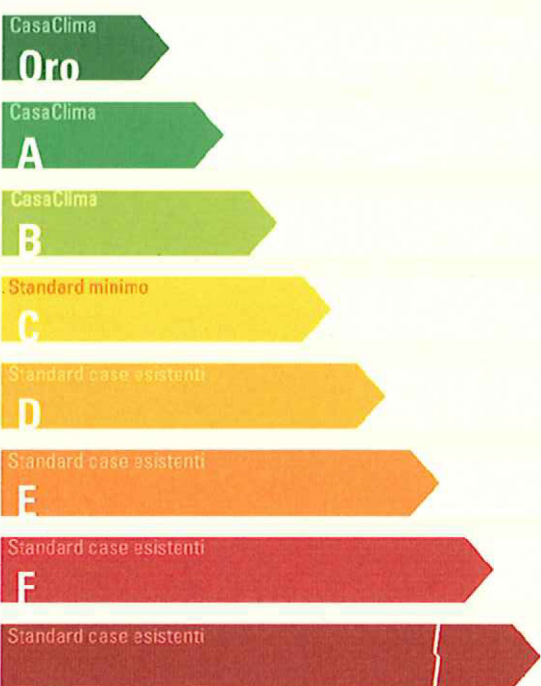 CasaClima
Oro
CasaClima
A
CasaClima
B
Standard minimo
C
Standard case esistenti
D
Standard case esistenti
E
Standard case esistenti
F
Standard case esistenti